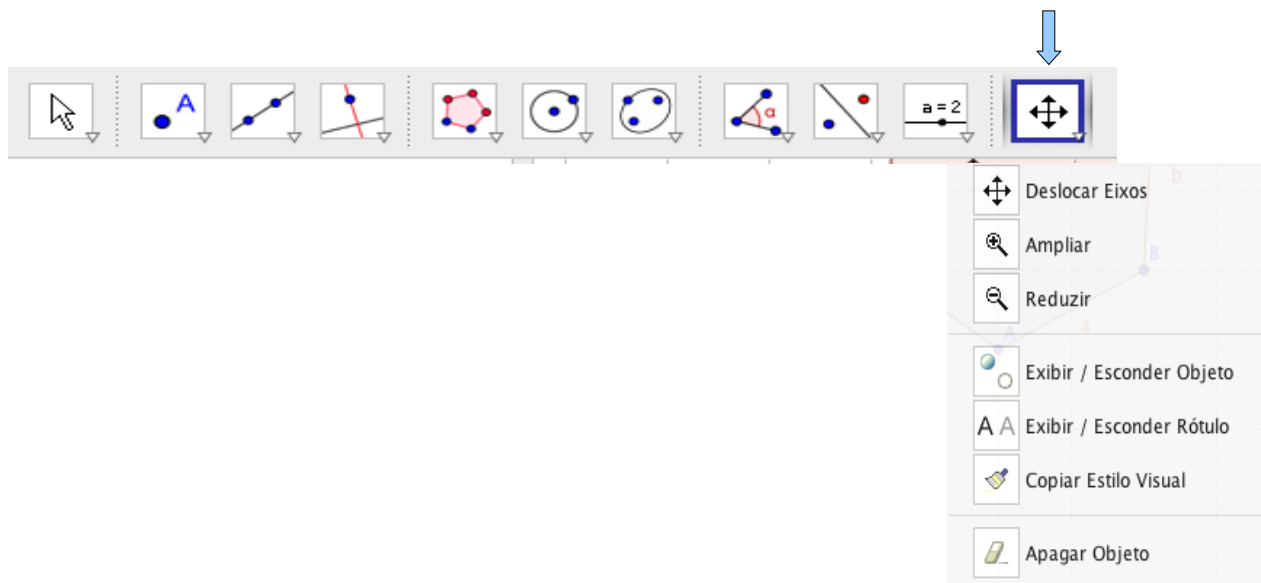 A
α
a = 2
Deslocar Eixos
b
Ampliar
B
Reduzir
a
A
Exibir / Esconder Objeto
A A Exibir / Esconder Rótulo
Copiar Estilo Visual
Apagar Objeto